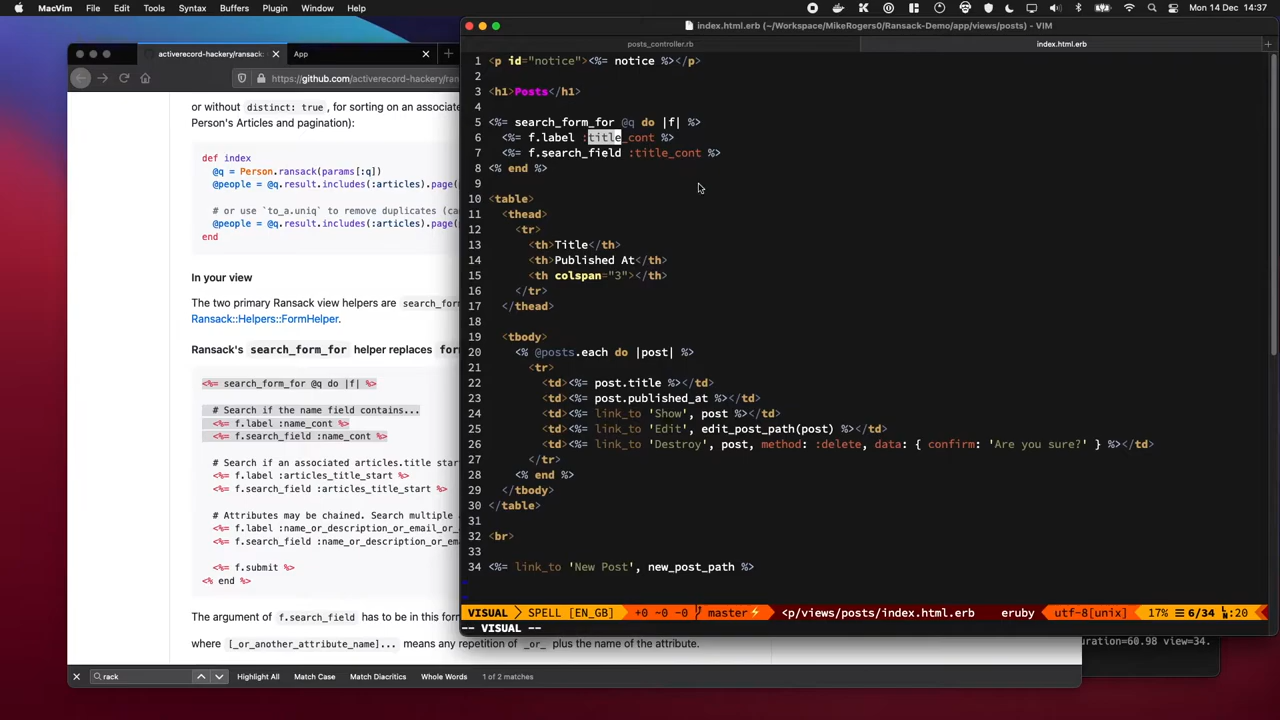 MacVim File Edit Tools Syntax Buffers Plugin Window Help
Mon 14 Dec 14:37
activerecord-hackery/ransack:
App
https://github.com/activerecord-hackery/ran
or without distinct: true, for sorting on an associate
Person's Articles and pagination):
def index
@q = Person.ransack(params[:q])
@people = @q.result.includes(:articles).page(
# or use `to_a.uniq` to remove duplicates (ca
@people = @q.result.includes(:articles).page(
end
In your view
The two primary Ransack view helpers are search_form
Ransack::Helpers::FormHelper.
Ransack's search_form_for helper replaces for
<%= search_form_for @q do |f| %>
# Search if the name field contains...
<%= f.label :name_cont %>
<%= f.search_field :name_cont %>
# Search if an associated articles.title star
<%= f.label :articles_title_start %>
<%= f.search_field :articles_title_start %>
# Attributes may be chained. Search multiple
<%= f.label :name_or_description_or_email_or_
<%= f.search_field :name_or_description_or_em
<%= f.submit %>
<% end %>
The argument of f.search_field has to be in this form
where [_or_another_attribute_name]... means any repetition of _or_ plus the name of the attribute.
rack
Highlight All Match Case Match Diacritics Whole Words 1 of 2 matches
index.html.erb (~/Workspace/MikeRogers0/Ransack-Demo/app/views/posts) - VIM
posts_controller.rb
index.html.erb
1 <p id="notice"><%= notice %></p>
2
3 <h1>Posts</h1>
4
5 <%= search_form_for @q do |f| %>
6 <%= f.label :title_cont %>
7 <%= f.search_field :title_cont %>
8 <% end %>
9
10 <table>
11 <thead>
12 <tr>
13 <th>Title</th>
14 <th>Published At</th>
15 <th colspan="3"></th>
16 </tr>
17 </thead>
18
19 <tbody>
20 <% @posts.each do |post| %>
21 <tr>
22 <td><%= post.title %></td>
23 <td><%= post.published_at %></td>
24 <td><%= link_to 'Show', post %></td>
25 <td><%= link_to 'Edit', edit_post_path(post) %></td>
26 <td><%= link_to 'Destroy', post, method: :delete, data: { confirm: 'Are you sure?' } %></td>
27 </tr>
28 <% end %>
29 </tbody>
30 </table>
31
32 <br>
33
34 <%= link_to 'New Post', new_post_path %>
~
~
VISUAL SPELL [EN_GB] +0 ~0 -0 master <p/views/posts/index.html.erb eruby utf-8[unix] 17% 6/34 :20
-- VISUAL --
uration=60.98 view=34.